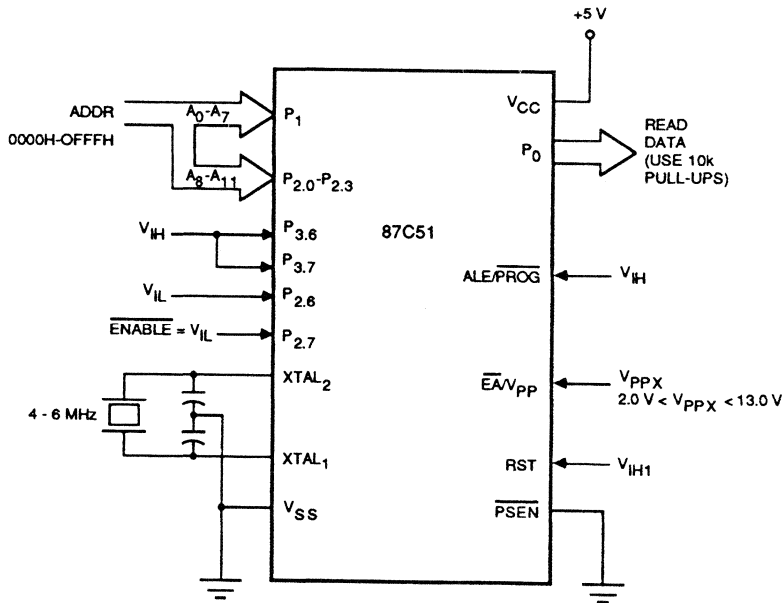 +5 V
ADDR
0000H-OFFFH
A0-A7
A8-A11
P1
P2.0-P2.3
VCC
P0
READ
DATA
(USE 10k
PULL-UPS)
87C51
VIH
P3.6
P3.7
VIL
P2.6
ENABLE = VIL
P2.7
ALE/PROG
VIH
EA/VPP
VPPX
2.0 V < VPPX < 13.0 V
4 - 6 MHz
XTAL2
XTAL1
VSS
RST
VIH1
PSEN